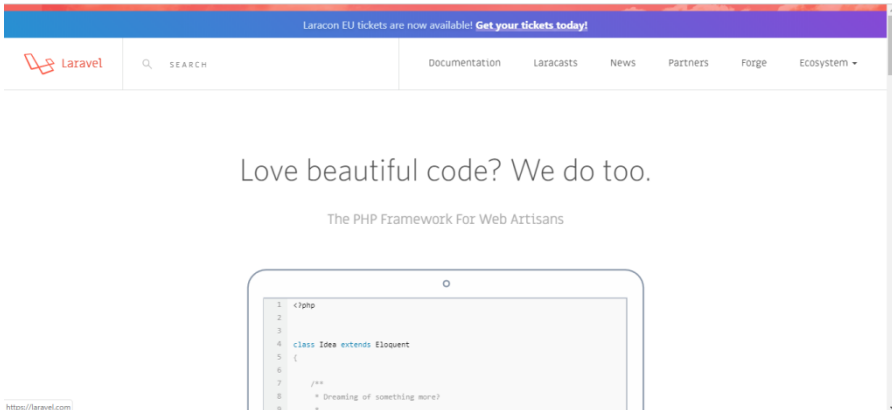 Laracon EU tickets are now available! Get your tickets today!
Laravel SEARCH Documentation Laracasts News Partners Forge Ecosystem
Love beautiful code? We do too.
The PHP Framework For Web Artisans
1 <?php
2
3
4 class Idea extends Eloquent
5 {
6
7 /**
8 * Dreaming of something more?
9 *
https://laravel.com